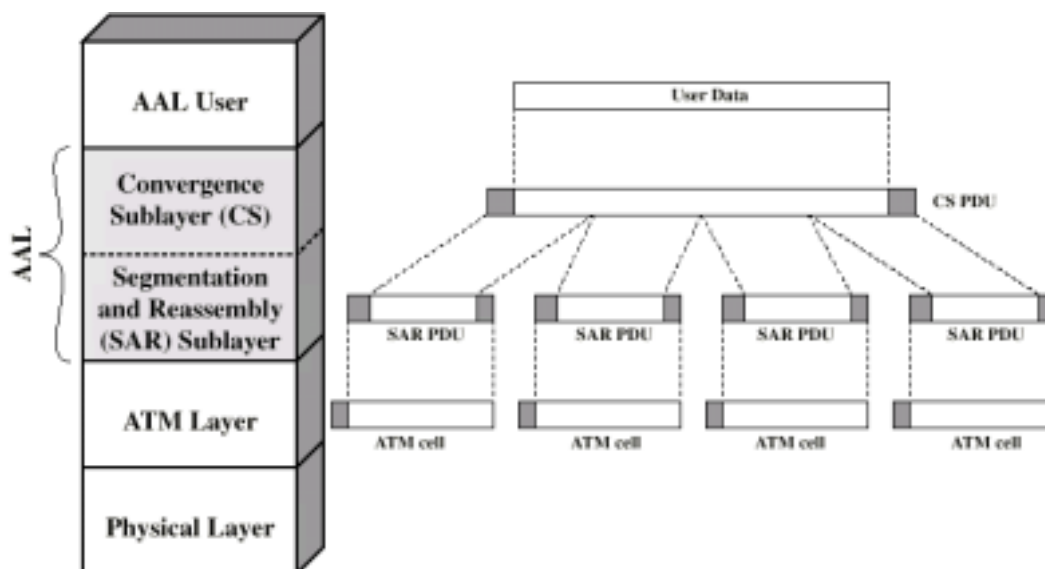 AAL User
Convergence
Sublayer (CS)
AAL
Segmentation
and Reassembly
(SAR) Sublayer
ATM Layer
Physical Layer
User Data
CS PDU
SAR PDU
SAR PDU
SAR PDU
SAR PDU
ATM cell
ATM cell
ATM cell
ATM cell